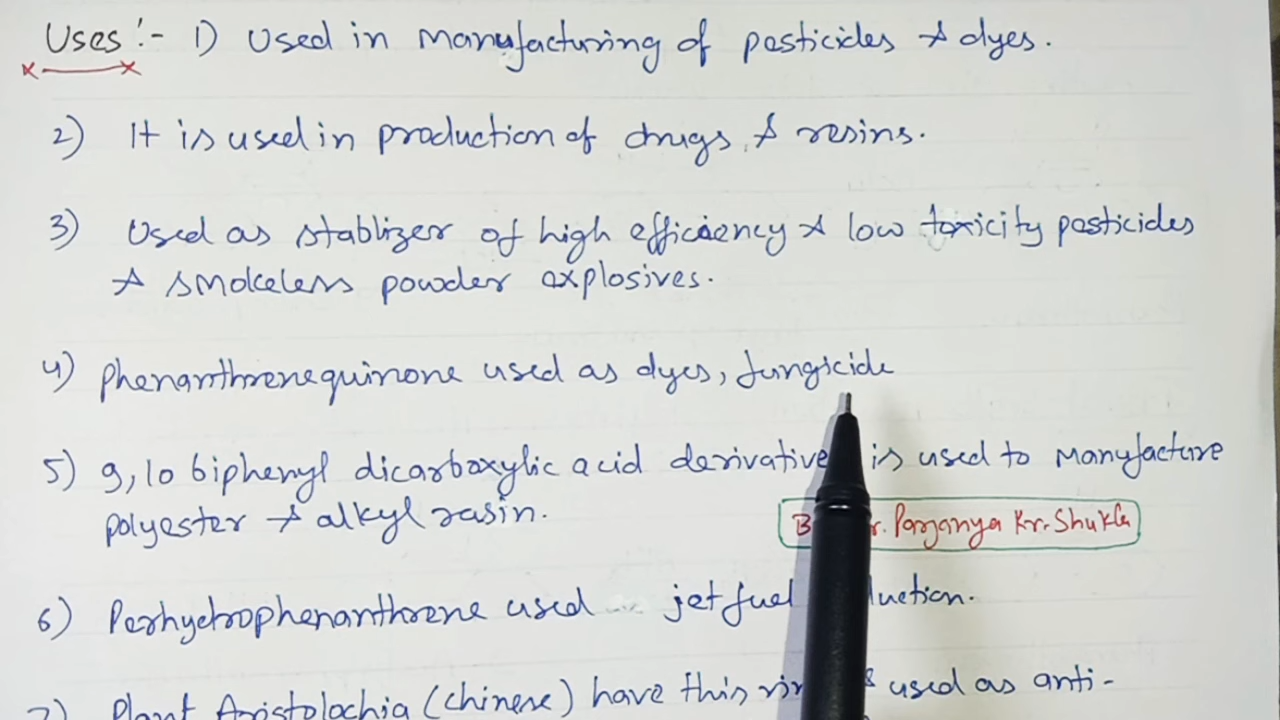 Uses :- 1) Used in manufacturing of pesticides & dyes.
2) It is used in production of drugs & resins.
3) Used as stablizer of high efficiency & low toxicity pesticides
& smokeless powder explosives.
4) Phenanthrenequinone used as dyes, fungicide
5) 9,10 biphenyl dicarboxylic acid derivative is used to manufacture
polyester & alkyl rasin.
Parjanya Kr. Shukla
6) Perhydrophenanthrene used jet fuel
7) Plant Aristolochia (chinese) have this used as anti-